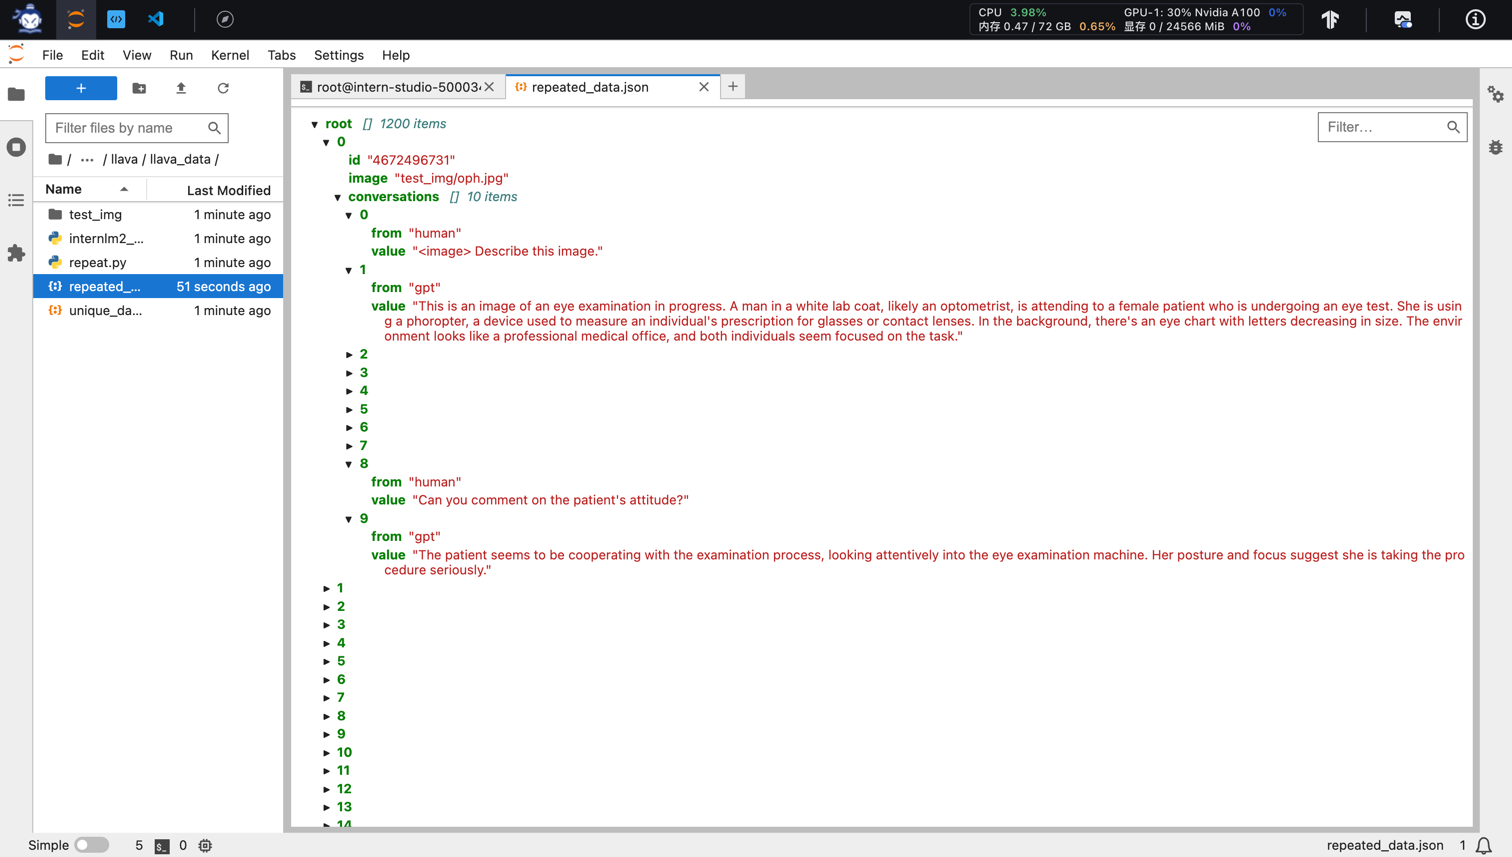 CPU 3.98% GPU-1: 30% Nvidia A100 0%
内存 0.47 / 72 GB 0.65% 显存 0 / 24566 MiB 0%
File Edit View Run Kernel Tabs Settings Help
+
root@intern-studio-50003
repeated_data.json
+
Filter files by name
/ ··· / llava / llava_data /
Name Last Modified
test_img 1 minute ago
internlm2_... 1 minute ago
repeat.py 1 minute ago
repeated_... 51 seconds ago
unique_da... 1 minute ago
Filter...
root [] 1200 items
0
id "4672496731"
image "test_img/oph.jpg"
conversations [] 10 items
0
from "human"
value "<image> Describe this image."
1
from "gpt"
value "This is an image of an eye examination in progress. A man in a white lab coat, likely an optometrist, is attending to a female patient who is undergoing an eye test. She is usin
g a phoropter, a device used to measure an individual's prescription for glasses or contact lenses. In the background, there's an eye chart with letters decreasing in size. The envir
onment looks like a professional medical office, and both individuals seem focused on the task."
2
3
4
5
6
7
8
from "human"
value "Can you comment on the patient's attitude?"
9
from "gpt"
value "The patient seems to be cooperating with the examination process, looking attentively into the eye examination machine. Her posture and focus suggest she is taking the pro
cedure seriously."
1
2
3
4
5
6
7
8
9
10
11
12
13
14
Simple 5 0 repeated_data.json 1